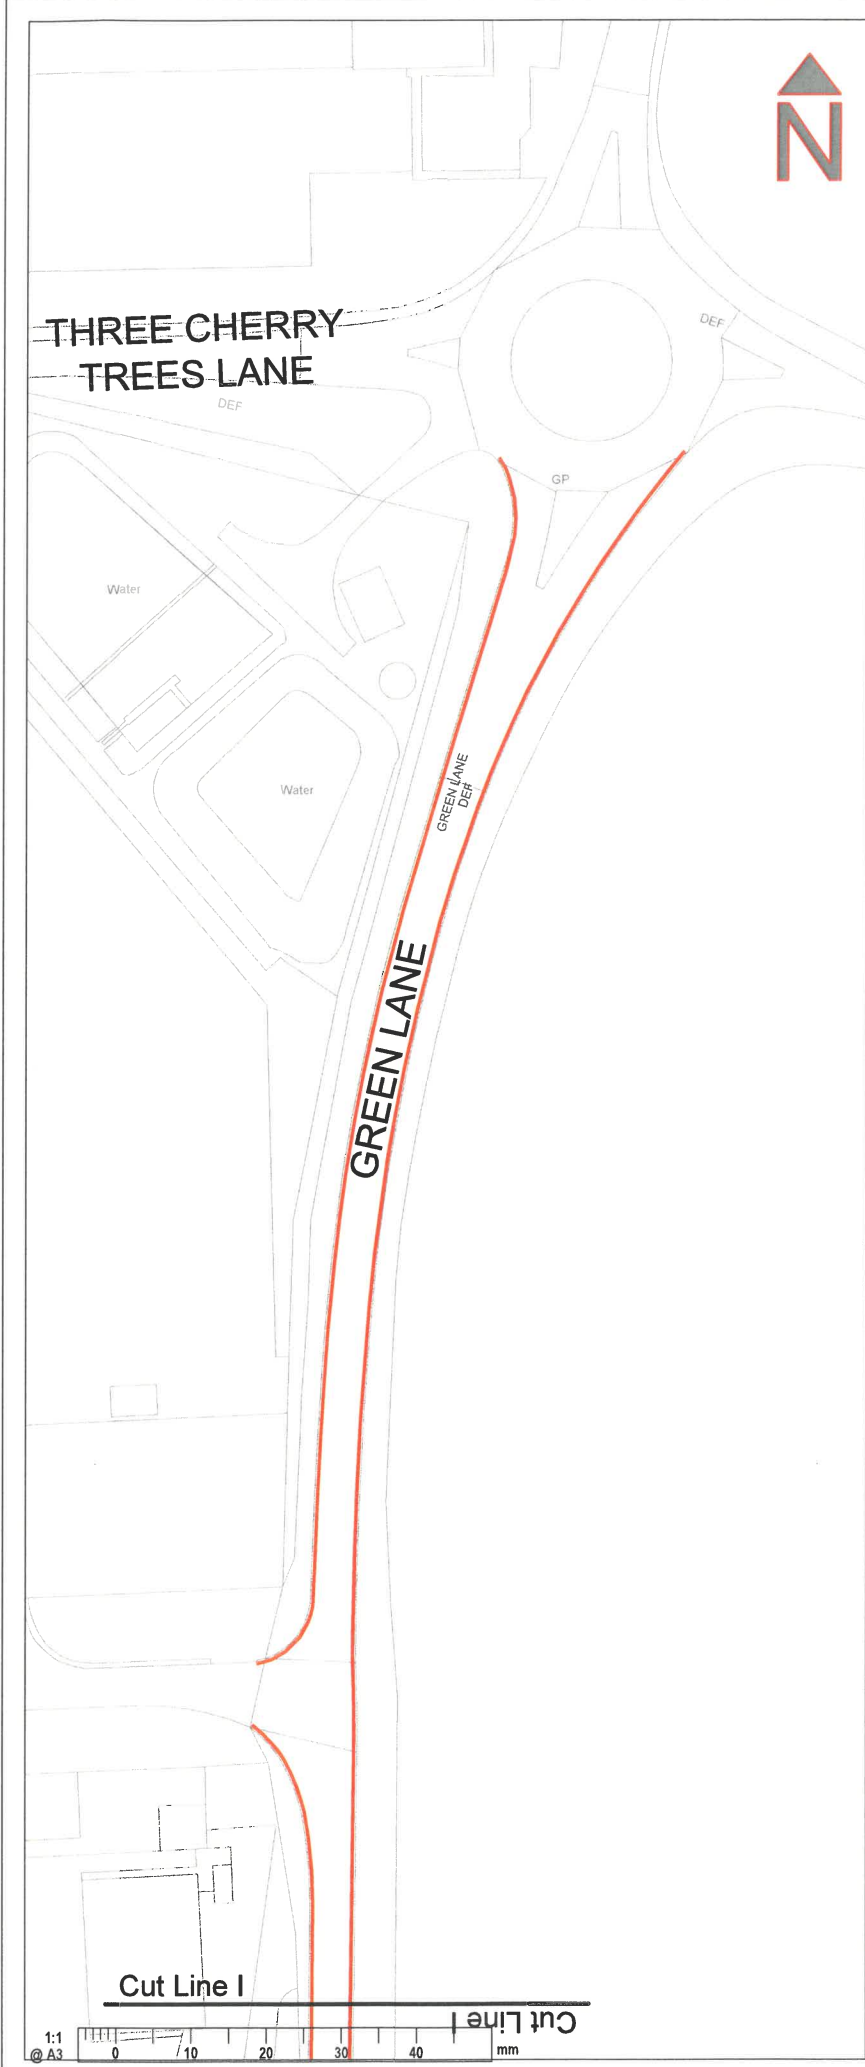 N
THREE CHERRY
TREES LANE
DEF
DEF
GP
Water
Water
GREEN LANE
DEF
GREEN LANE
Cut Line I
Cut Line I
1:1
@ A3
0 10 20 30 40 mm